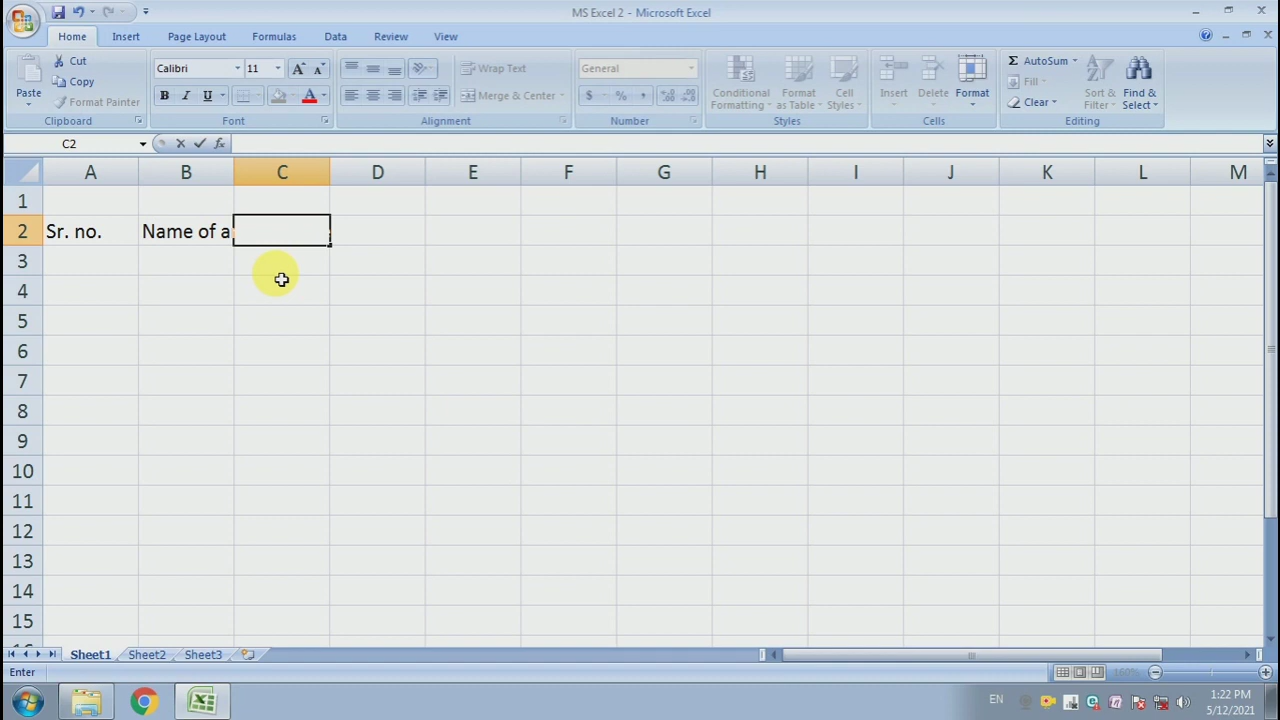 MS Excel 2 - Microsoft Excel
Home Insert Page Layout Formulas Data Review View
Paste
Cut
Copy
Format Painter
Clipboard
Calibri 11
B I U
Font
Wrap Text
Merge & Center
Alignment
General
$ % ,
Number
Conditional Formatting
Format as Table
Cell Styles
Styles
Insert
Delete
Format
Cells
Σ AutoSum
Fill
Clear
Sort & Filter
Find & Select
Editing
C2 fx
A B C D E F G H I J K L M
1
2 Sr. no. Name of a
3
4
5
6
7
8
9
10
11
12
13
14
15
Sheet1 Sheet2 Sheet3
Enter 160%
EN 1:22 PM
5/12/2021